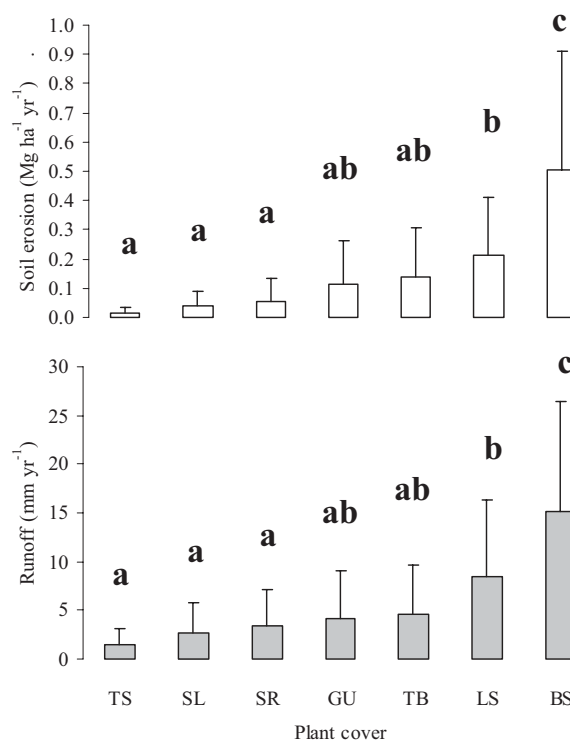 c
1.0
Soil erosion (Mg ha⁻¹ yr⁻¹)
0.9
0.8
0.7
b
0.6
ab
ab
0.5
0.4
a
a
0.3
a
0.2
0.1
0.0
c
30
Runoff (mm yr⁻¹)
25
b
20
ab
ab
15
a
a
10
a
5
0
TS SL SR GU TB LS BS
Plant cover